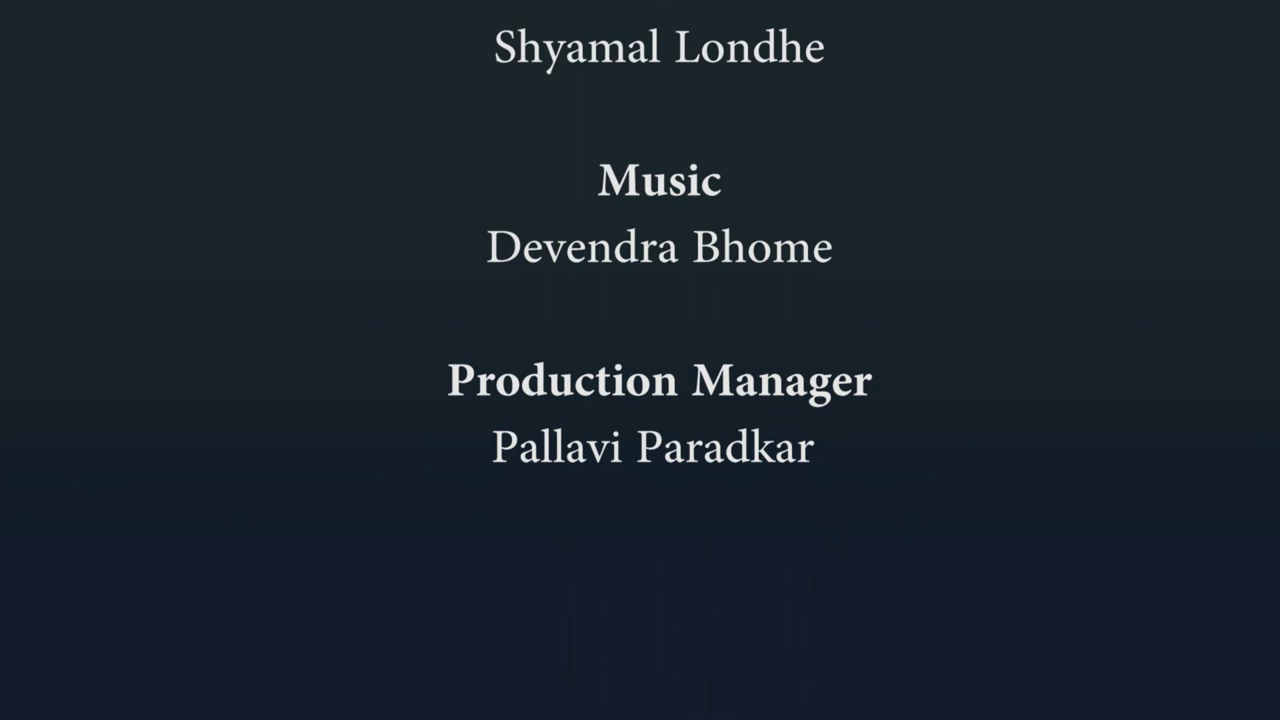 Shyamal Londhe
Music
Devendra Bhome
Production Manager
Pallavi Paradkar